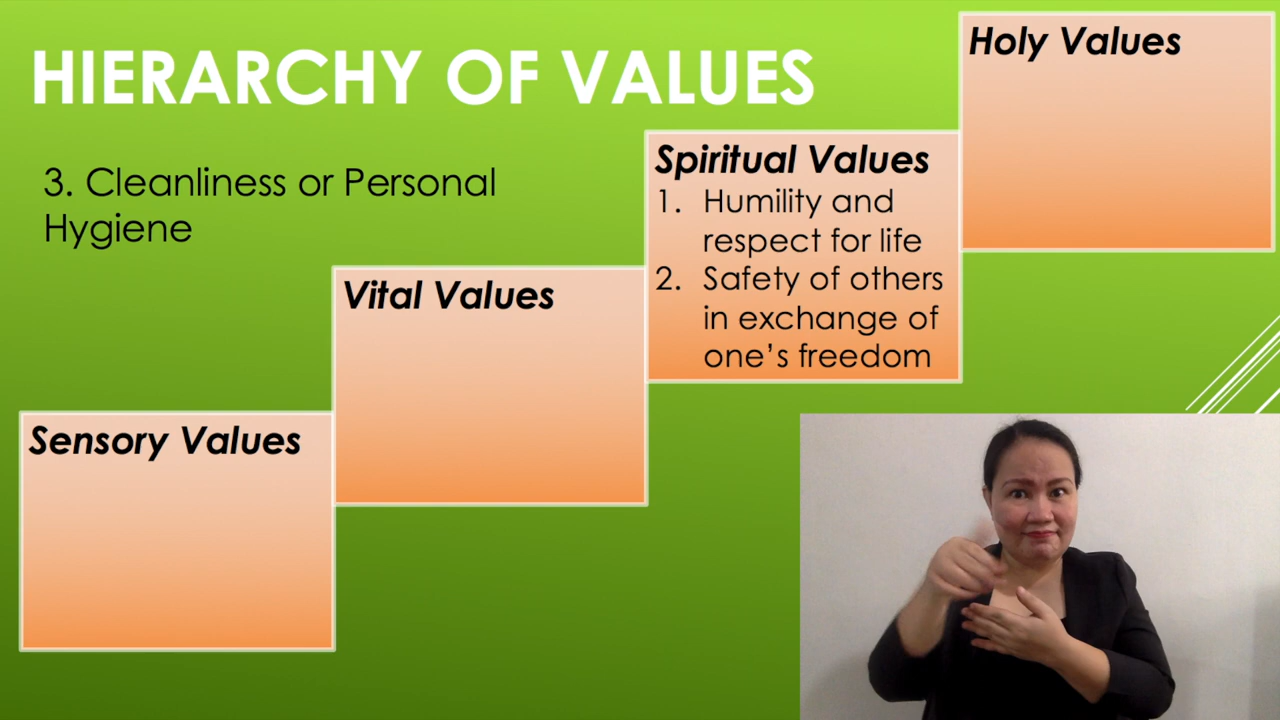 HIERARCHY OF VALUES
3. Cleanliness or Personal
Hygiene
Sensory Values
Vital Values
Spiritual Values
1. Humility and
respect for life
2. Safety of others
in exchange of
one’s freedom
Holy Values